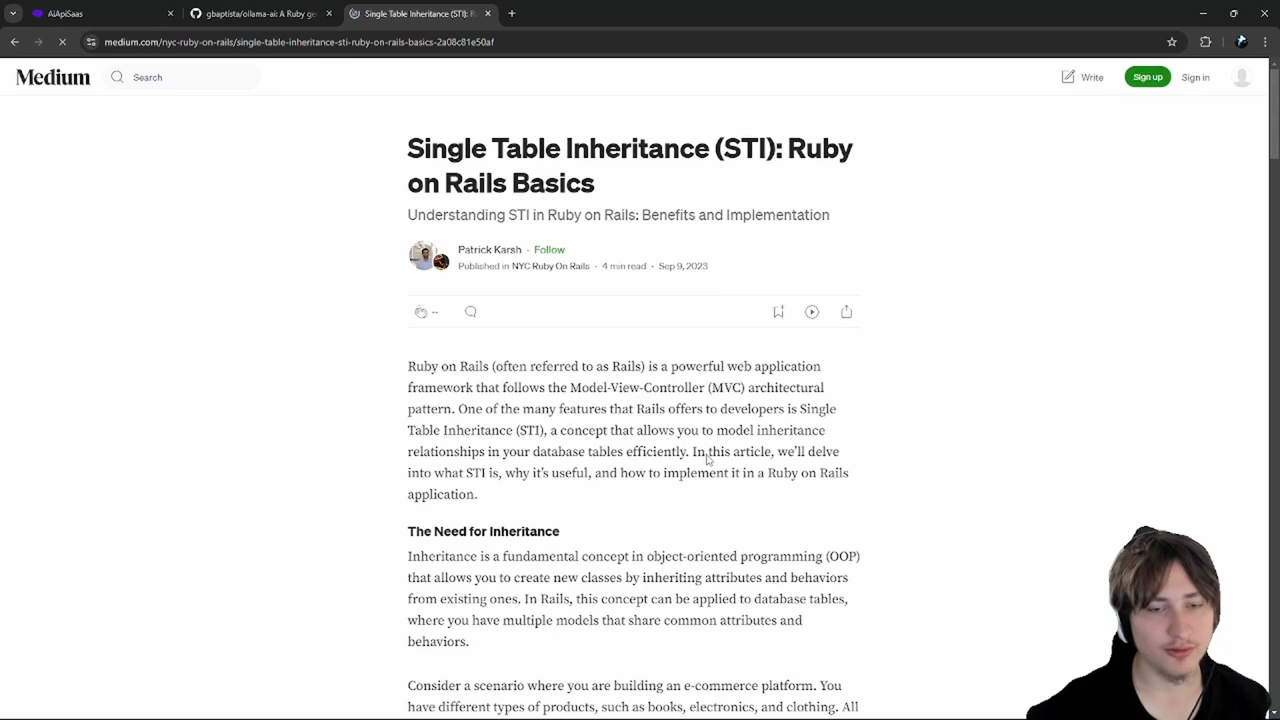 AiApiSaas
gbaptista/ollama-ai: A Ruby ge
Single Table Inheritance (STI): R
medium.com/nyc-ruby-on-rails/single-table-inheritance-sti-ruby-on-rails-basics-2a08c81e50af
Medium
Search
Write
Sign up
Sign in
Single Table Inheritance (STI): Ruby
on Rails Basics
Understanding STI in Ruby on Rails: Benefits and Implementation
Patrick Karsh · Follow
Published in NYC Ruby On Rails · 4 min read · Sep 9, 2023
--
Ruby on Rails (often referred to as Rails) is a powerful web application
framework that follows the Model-View-Controller (MVC) architectural
pattern. One of the many features that Rails offers to developers is Single
Table Inheritance (STI), a concept that allows you to model inheritance
relationships in your database tables efficiently. In this article, we'll delve
into what STI is, why it's useful, and how to implement it in a Ruby on Rails
application.
The Need for Inheritance
Inheritance is a fundamental concept in object-oriented programming (OOP)
that allows you to create new classes by inheriting attributes and behaviors
from existing ones. In Rails, this concept can be applied to database tables,
where you have multiple models that share common attributes and
behaviors.
Consider a scenario where you are building an e-commerce platform. You
have different types of products, such as books, electronics, and clothing. All